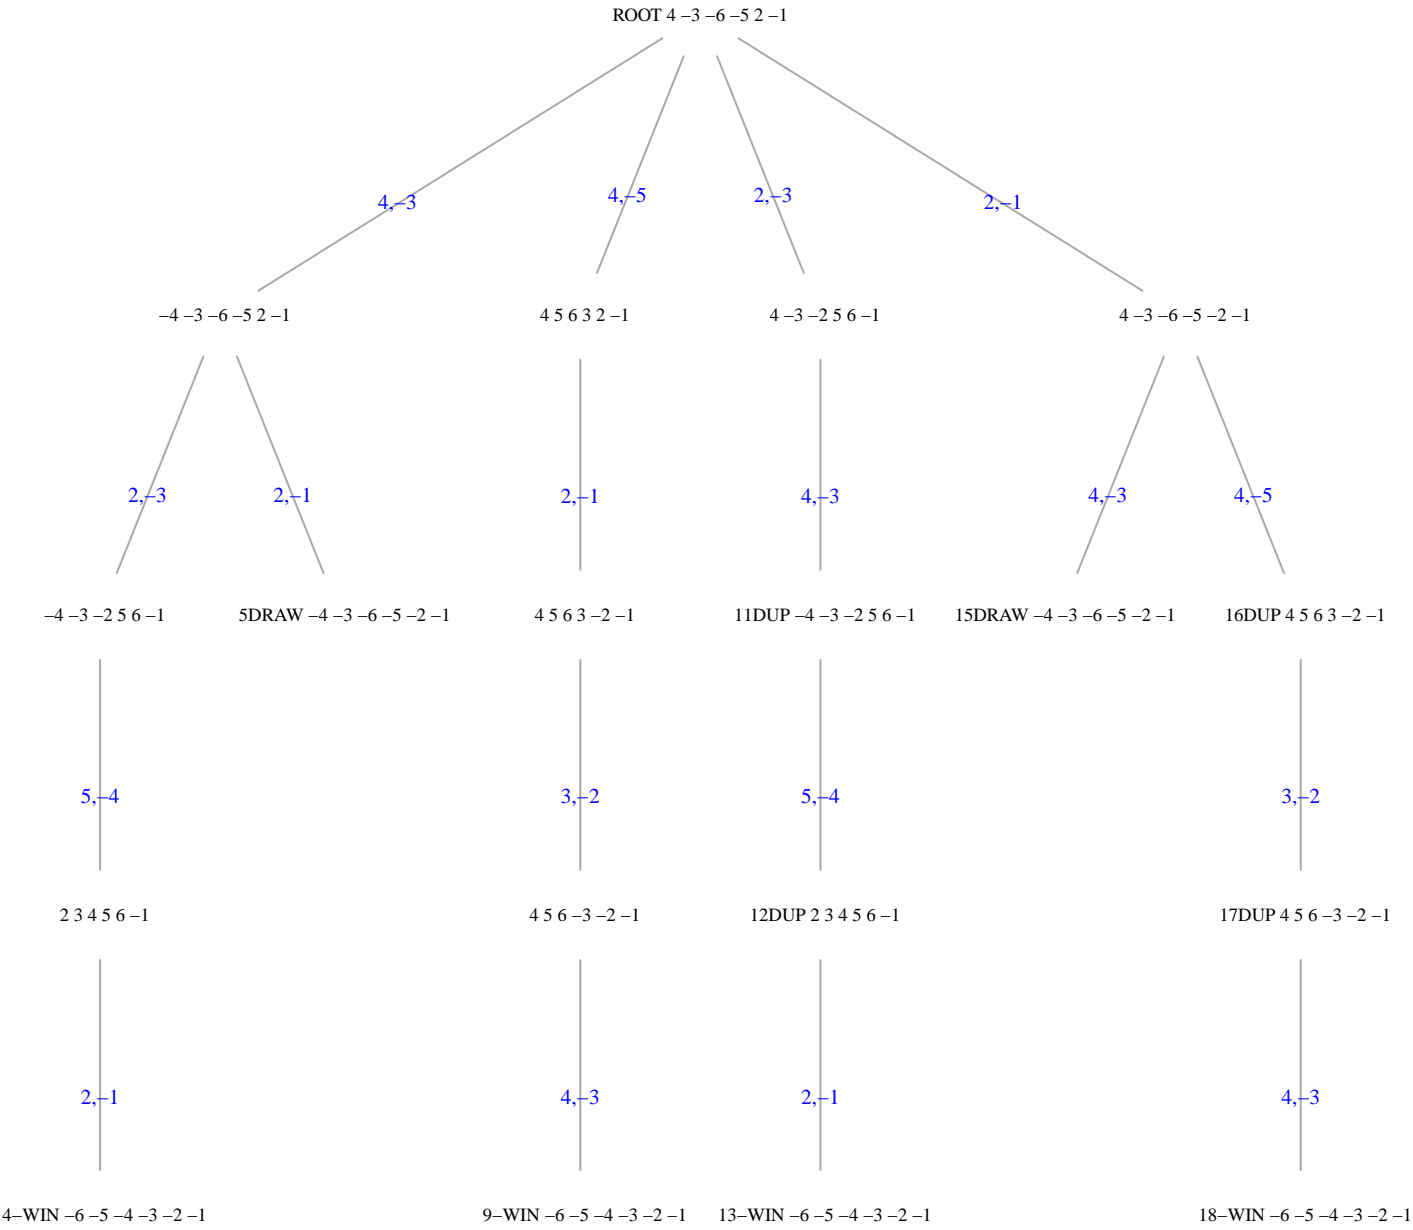 ROOT 4 –3 –6 –5 2 –1
4,–3
4,–5
2,–3
2,–1
–4 –3 –6 –5 2 –1
4 5 6 3 2 –1
4 –3 –2 5 6 –1
4 –3 –6 –5 –2 –1
2,–3
2,–1
2,–1
4,–3
4,–3
4,–5
–4 –3 –2 5 6 –1
5DRAW –4 –3 –6 –5 –2 –1
4 5 6 3 –2 –1
11DUP –4 –3 –2 5 6 –1
15DRAW –4 –3 –6 –5 –2 –1
16DUP 4 5 6 3 –2 –1
5,–4
3,–2
5,–4
3,–2
2 3 4 5 6 –1
4 5 6 –3 –2 –1
12DUP 2 3 4 5 6 –1
17DUP 4 5 6 –3 –2 –1
2,–1
4,–3
2,–1
4,–3
4–WIN –6 –5 –4 –3 –2 –1
9–WIN –6 –5 –4 –3 –2 –1
13–WIN –6 –5 –4 –3 –2 –1
18–WIN –6 –5 –4 –3 –2 –1